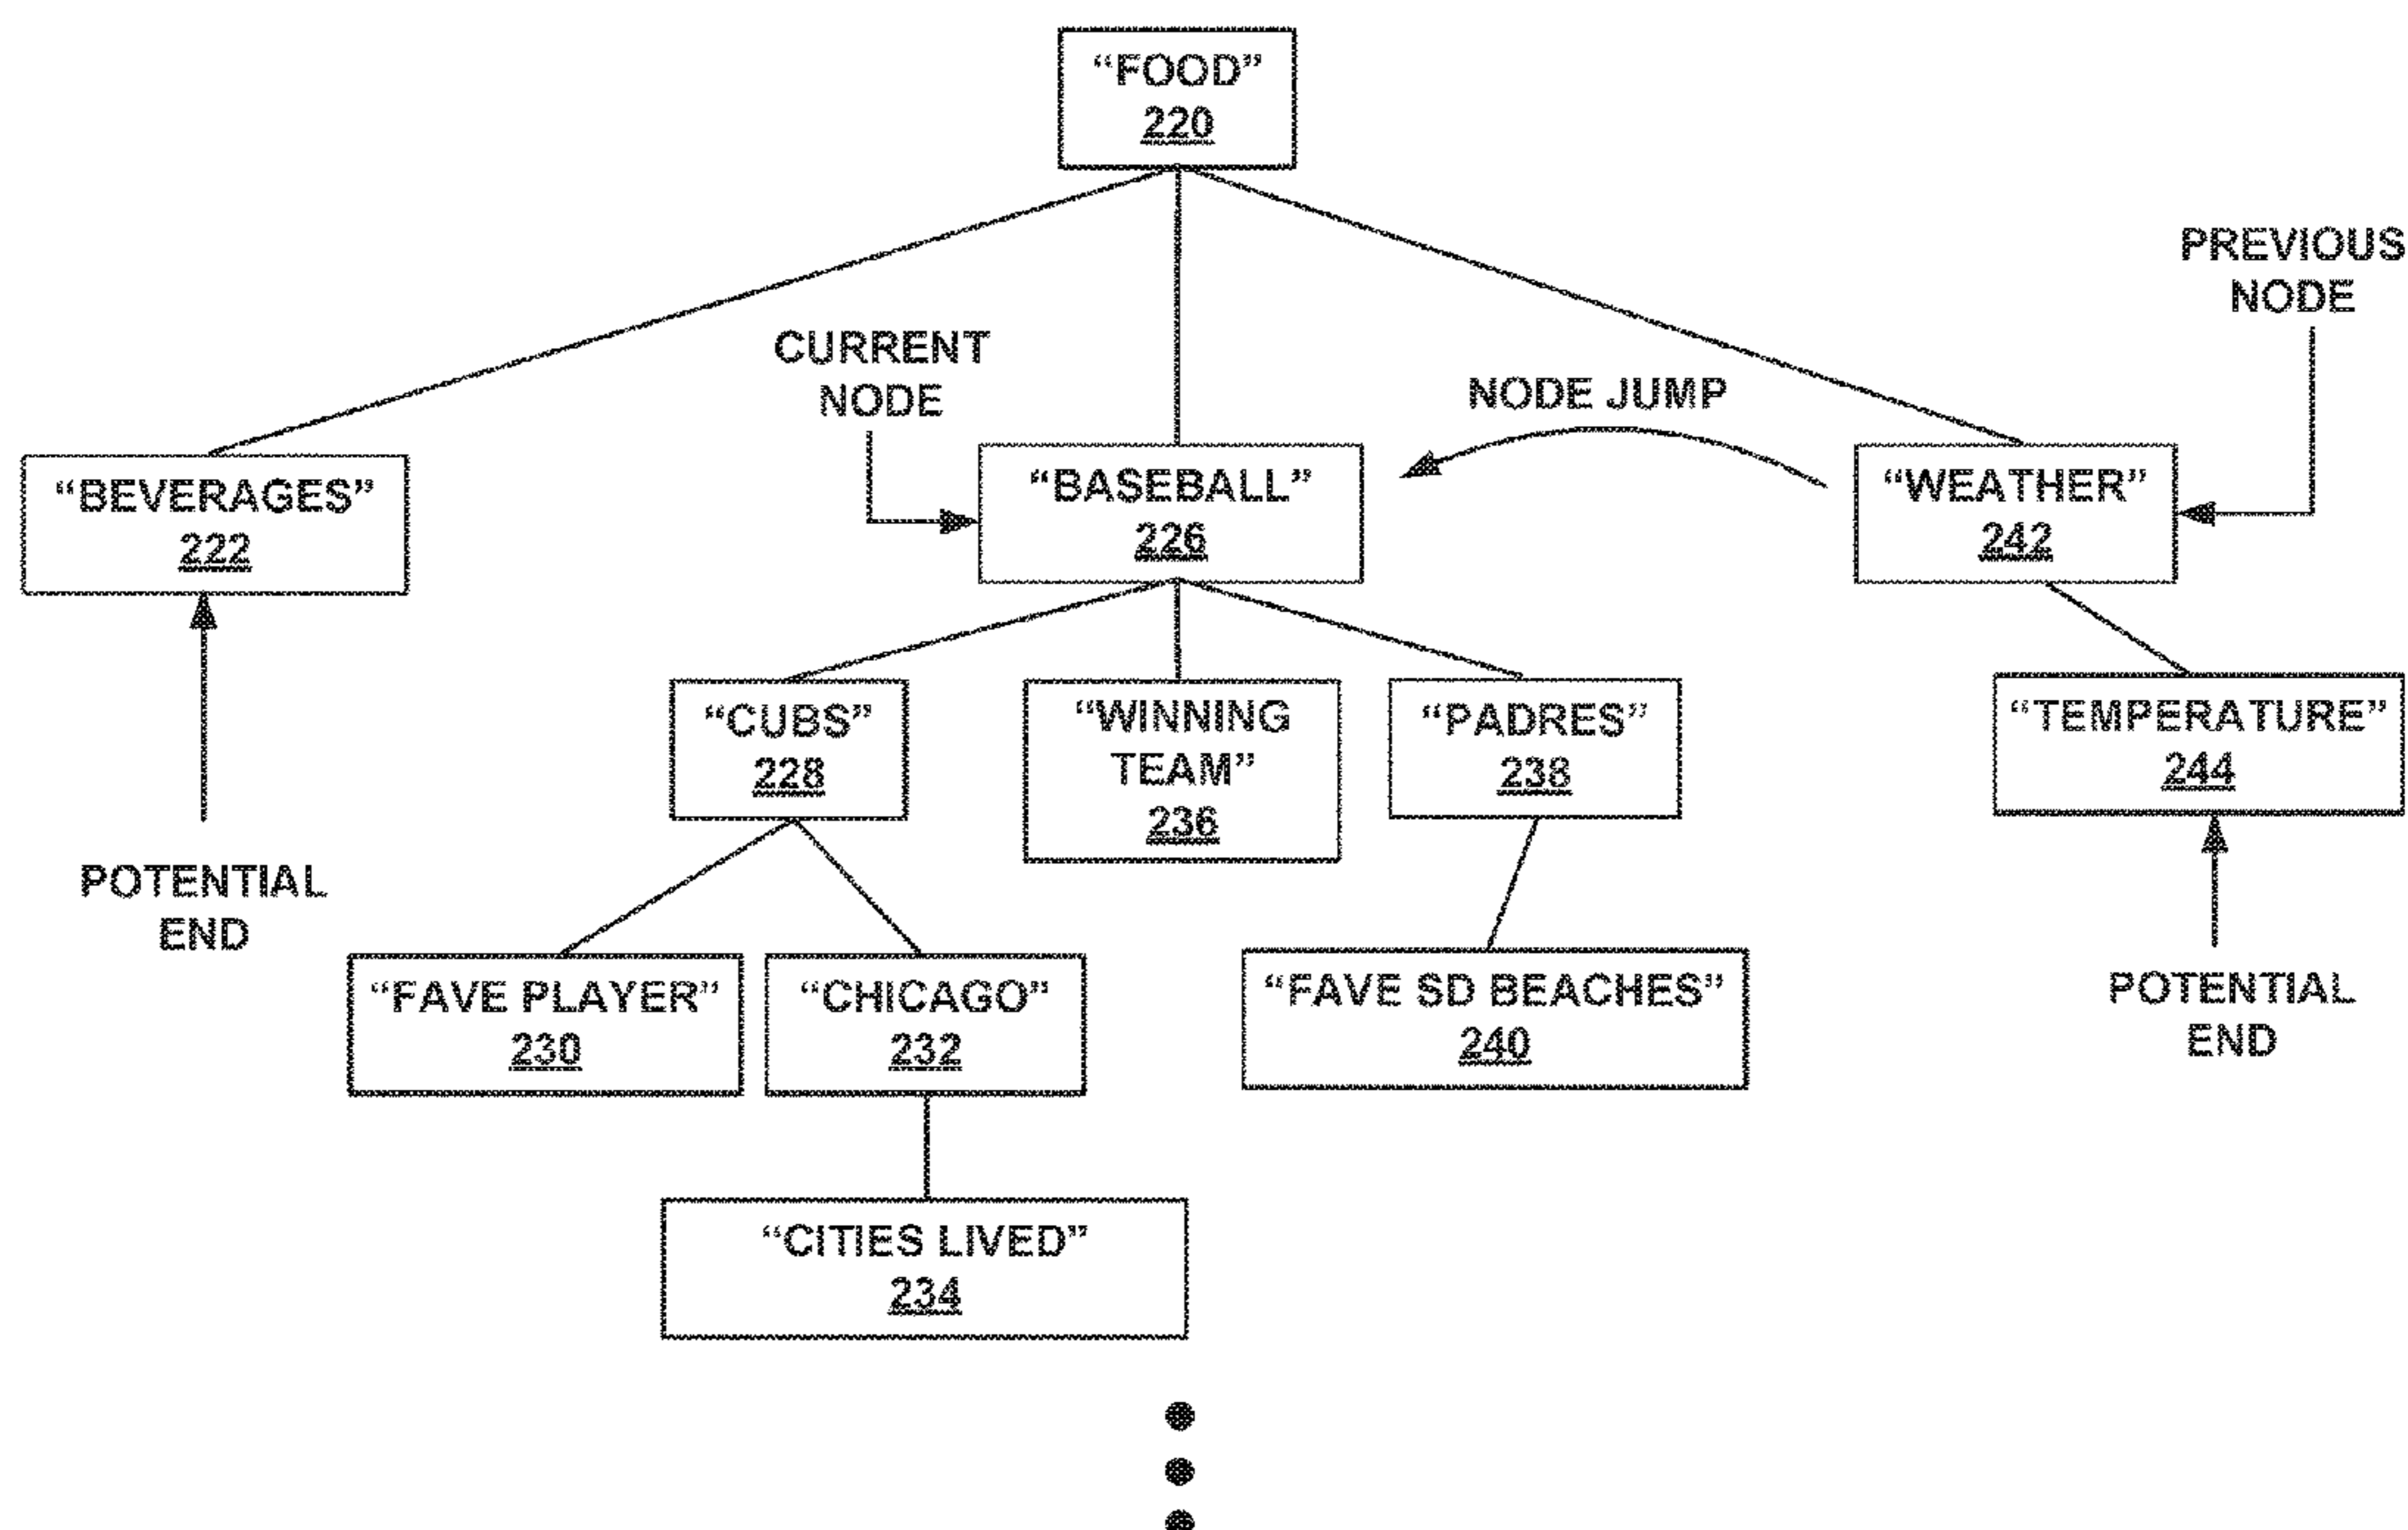 “FOOD”
220
PREVIOUS
NODE
CURRENT
NODE
NODE JUMP
“BEVERAGES”
222
“BASEBALL”
226
“WEATHER”
242
“CUBS”
228
“WINNING
TEAM”
236
“PADRES”
238
“TEMPERATURE”
244
POTENTIAL
END
“FAVE PLAYER”
230
“CHICAGO”
232
“FAVE SD BEACHES”
240
POTENTIAL
END
“CITIES LIVED”
234